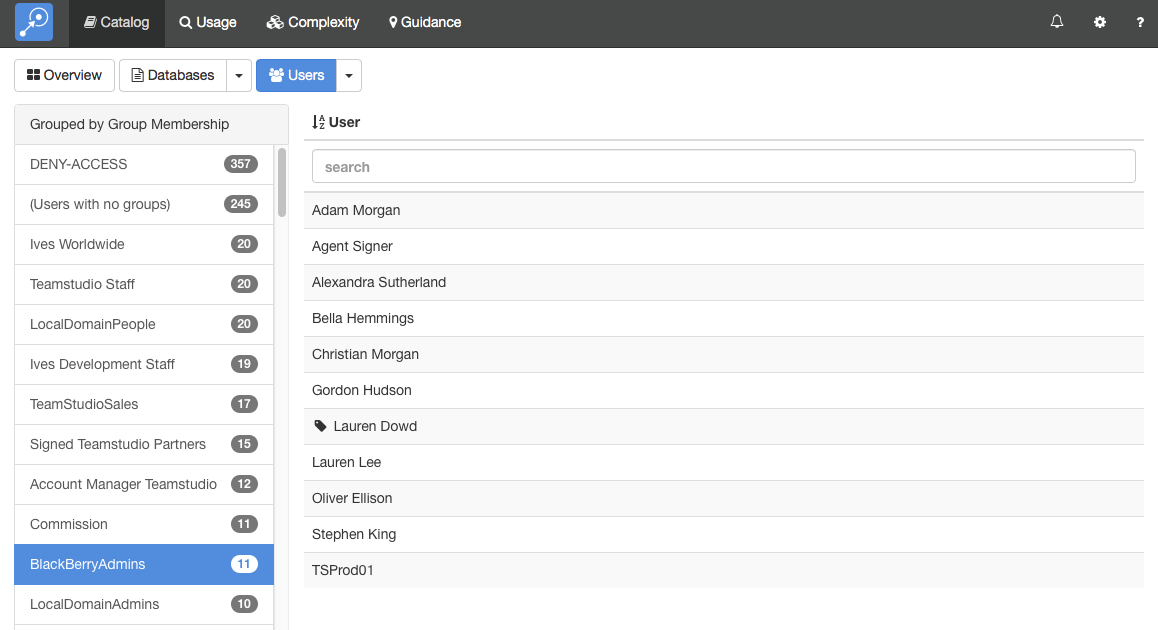 Catalog Usage Complexity Guidance ?
Overview Databases Users
Grouped by Group Membership
DENY-ACCESS 357
(Users with no groups) 245
Ives Worldwide 20
Teamstudio Staff 20
LocalDomainPeople 20
Ives Development Staff 19
TeamStudioSales 17
Signed Teamstudio Partners 15
Account Manager Teamstudio 12
Commission 11
BlackBerryAdmins 11
LocalDomainAdmins 10
User
search
Adam Morgan
Agent Signer
Alexandra Sutherland
Bella Hemmings
Christian Morgan
Gordon Hudson
Lauren Dowd
Lauren Lee
Oliver Ellison
Stephen King
TSProd01